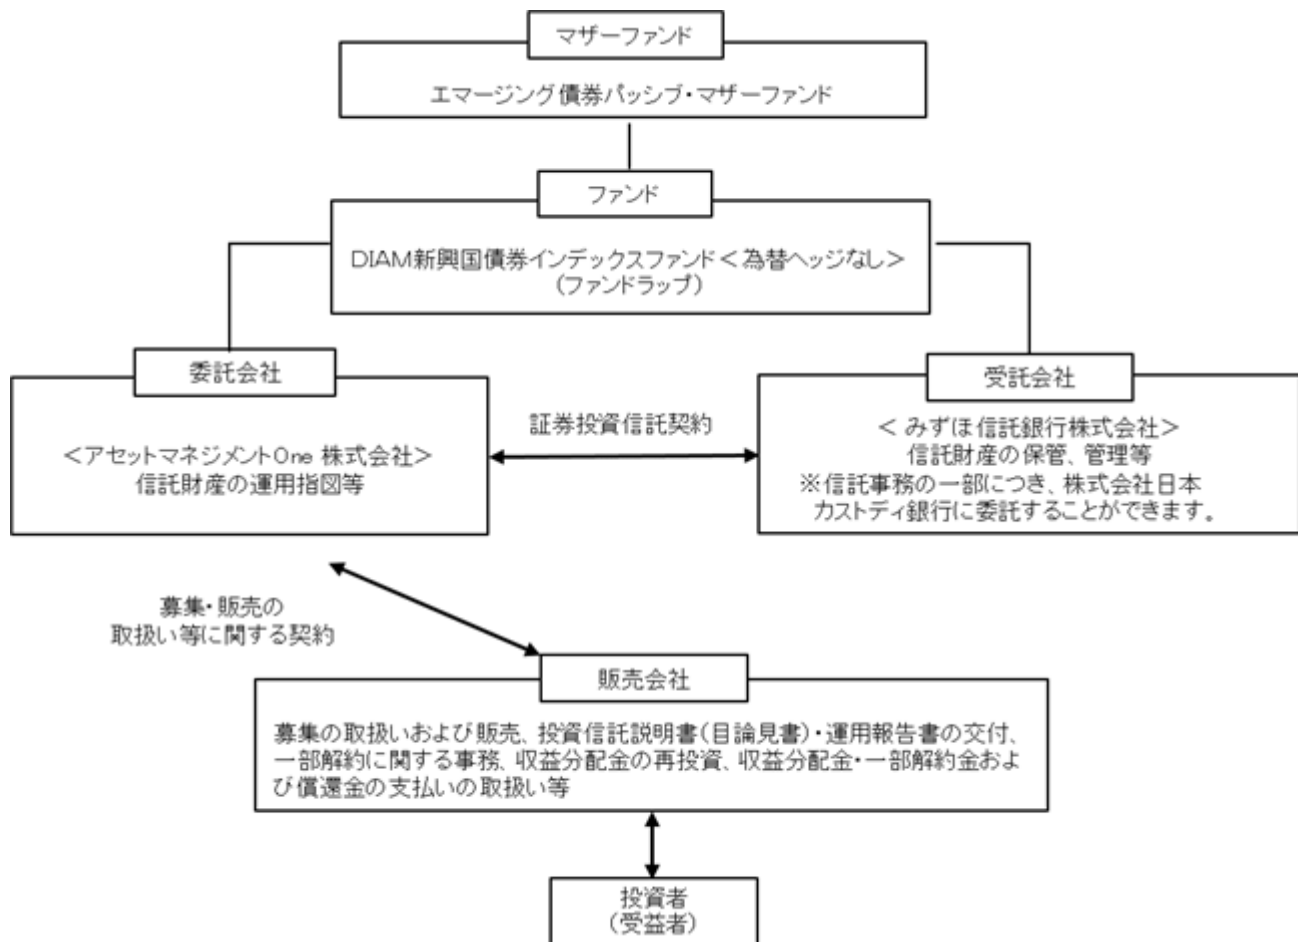 マザーファンド
エマージング債券パッシブ・マザーファンド
ファンド
DIAM新興国債券インデックスファンド＜為替ヘッジなし＞
（ファンドラップ）
委託会社
＜アセットマネジメントOne 株式会社＞
信託財産の運用指図等
証券投資信託契約
受託会社
＜みずほ信託銀行株式会社＞
信託財産の保管、管理等
※信託事務の一部につき、株式会社日本
カストディ銀行に委託することができます。
募集・販売の
取扱い等に関する契約
販売会社
募集の取扱いおよび販売、投資信託説明書（目論見書）・運用報告書の交付、
一部解約に関する事務、収益分配金の再投資、収益分配金・一部解約金およ
び償還金の支払いの取扱い等
投資者
（受益者）